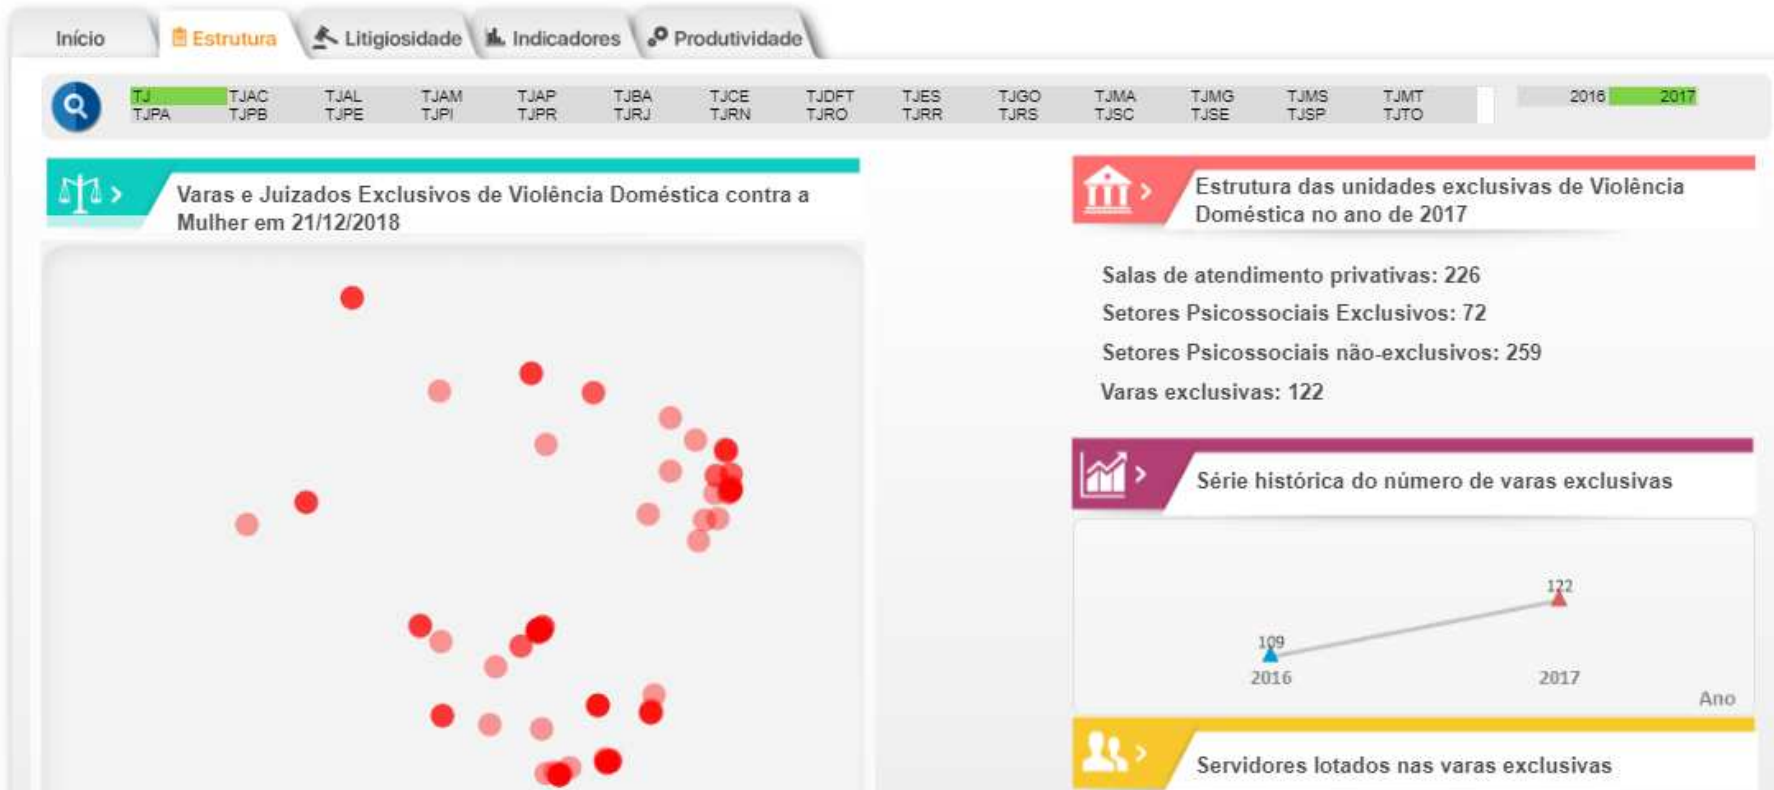 Início Estrutura Litigiosidade Indicadores Produtividade
TJ TJAC TJAL TJAM TJAP TJBA TJCE TJDFT TJES TJGO TJMA TJMG TJMS TJMT 2016 2017
TJPA TJPB TJPE TJPI TJPR TJRJ TJRN TJRO TJRR TJRS TJSC TJSE TJSP TJTO
Varas e Juizados Exclusivos de Violência Doméstica contra a
Mulher em 21/12/2018
Estrutura das unidades exclusivas de Violência
Doméstica no ano de 2017
Salas de atendimento privativas: 226
Setores Psicossociais Exclusivos: 72
Setores Psicossociais não-exclusivos: 259
Varas exclusivas: 122
Série histórica do número de varas exclusivas
122
109
2016 2017
Ano
Servidores lotados nas varas exclusivas